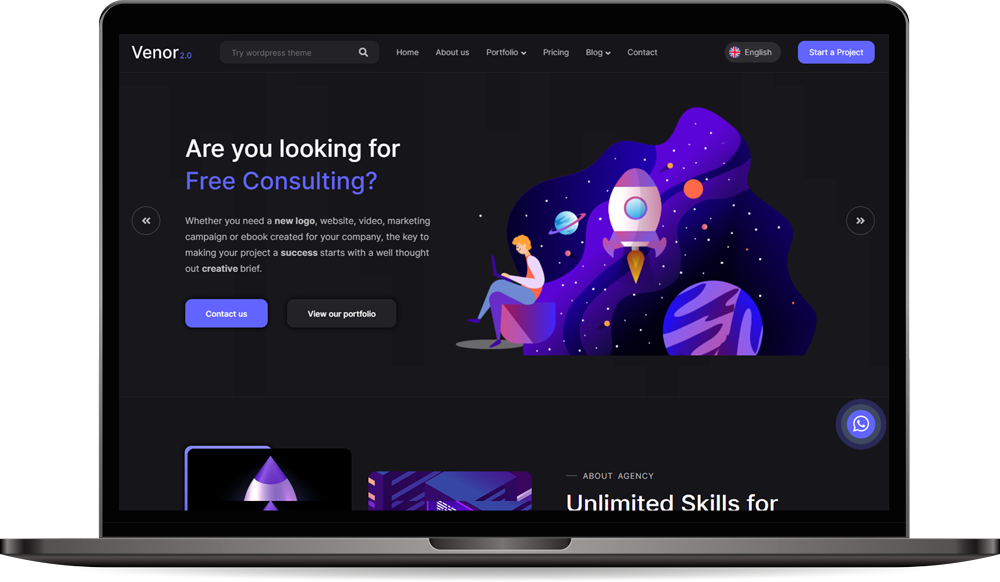 Venor 2.0
Try wordpress theme
Home
About us
Portfolio
Pricing
Blog
Contact
English
Start a Project
Are you looking for
Free Consulting?
Whether you need a new logo, website, video, marketing
campaign or ebook created for your company, the key to
making your project a success starts with a well thought
out creative brief.
Contact us
View our portfolio
ABOUT AGENCY
Unlimited Skills for